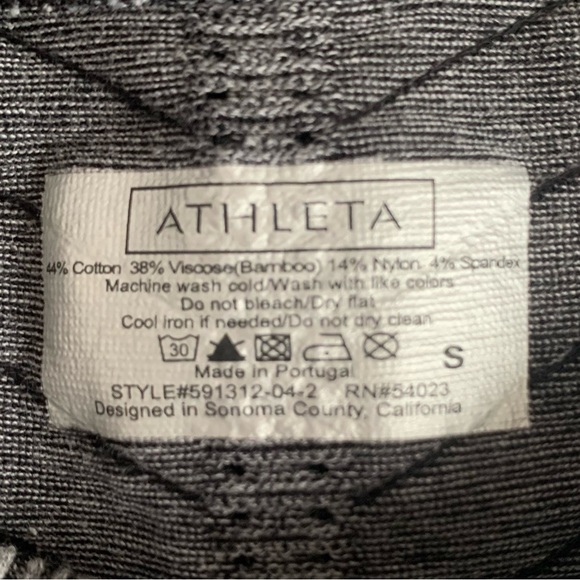 ATHLETA
44% Cotton 38% Viscose(Bamboo) 14% Nylon 4% Spandex
Machine wash cold/Wash with like colors
Do not bleach/Dry flat
Cool iron if needed/Do not dry clean
30
S
Made in Portugal
STYLE#591312-04-2 RN#54023
Designed in Sonoma County, California